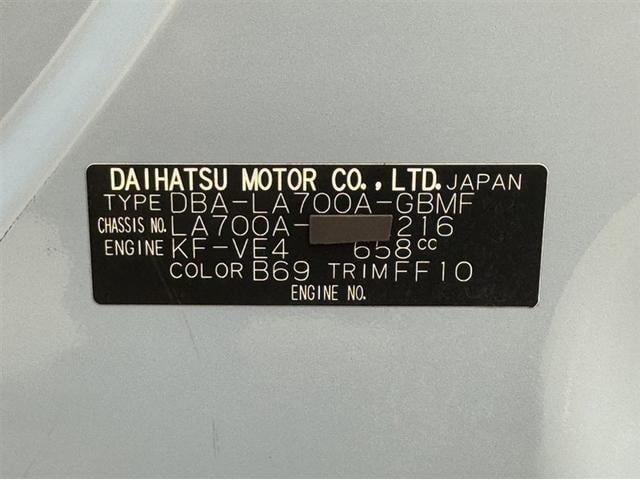 DAIHATSU MOTOR CO., LTD. JAPAN
TYPE DBA-LA700A-GBMF
CHASSIS NO. LA700A- 216
ENGINE KF-VE4 658cc
COLOR B69 TRIM FF10
ENGINE NO.